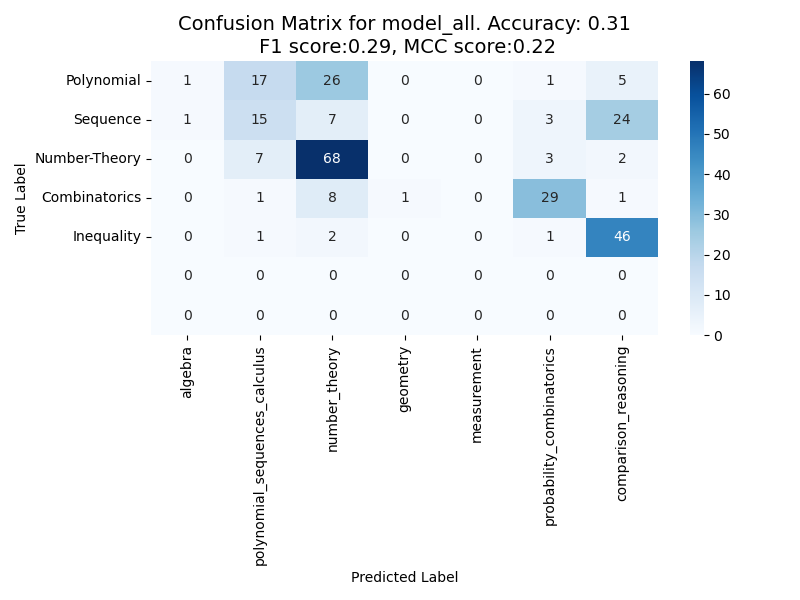 Confusion Matrix for model_all. Accuracy: 0.31
F1 score:0.29, MCC score:0.22
True Label
Polynomial 1 17 26 0 0 1 5
Sequence 1 15 7 0 0 3 24
Number-Theory 0 7 68 0 0 3 2
Combinatorics 0 1 8 1 0 29 1
Inequality 0 1 2 0 0 1 46
0 0 0 0 0 0 0
0 0 0 0 0 0 0
algebra
polynomial_sequences_calculus
number_theory
geometry
measurement
probability_combinatorics
comparison_reasoning
Predicted Label
60
50
40
30
20
10
0